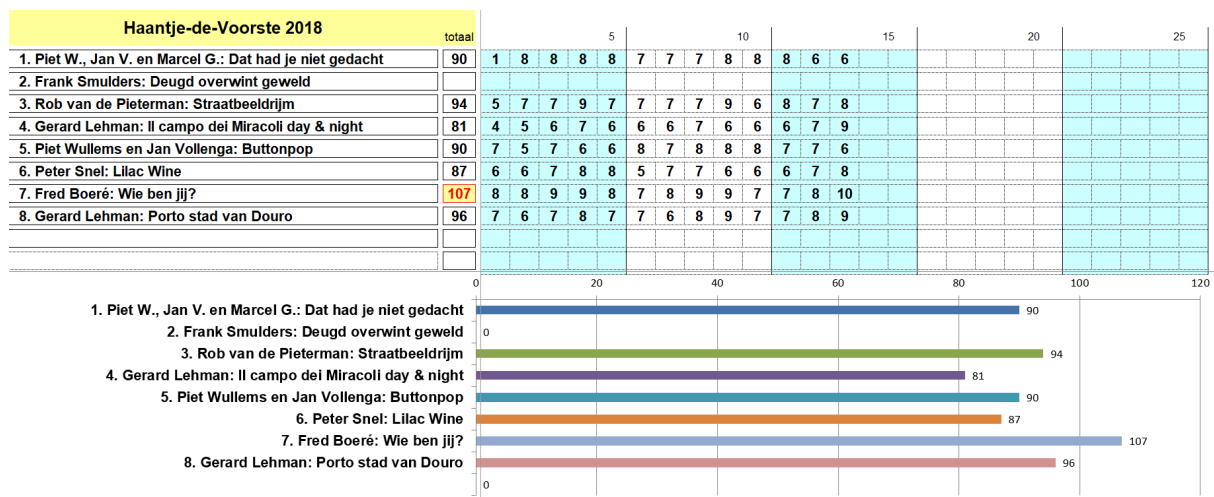 Haantje-de-Voorste 2018
totaal 5 10 15 20 25
1. Piet W., Jan V. en Marcel G.: Dat had je niet gedacht 90 1 8 8 8 8 7 7 7 8 8 8 6 6
2. Frank Smulders: Deugd overwint geweld
3. Rob van de Pieterman: Straatbeeldrijm 94 5 7 7 9 7 7 7 7 9 6 8 7 8
4. Gerard Lehman: Il campo dei Miracoli day & night 81 4 5 6 7 6 6 6 7 6 6 6 7 9
5. Piet Wullems en Jan Vollenga: Buttonpop 90 7 5 7 6 6 8 7 8 8 8 7 7 6
6. Peter Snel: Lilac Wine 87 6 6 7 8 8 5 7 7 6 6 6 7 8
7. Fred Boeré: Wie ben jij? 107 8 8 9 9 8 7 8 9 9 7 7 8 10
8. Gerard Lehman: Porto stad van Douro 96 7 6 7 8 7 7 6 8 9 7 7 8 9
0 20 40 60 80 100 120
1. Piet W., Jan V. en Marcel G.: Dat had je niet gedacht 90
2. Frank Smulders: Deugd overwint geweld 0
3. Rob van de Pieterman: Straatbeeldrijm 94
4. Gerard Lehman: Il campo dei Miracoli day & night 81
5. Piet Wullems en Jan Vollenga: Buttonpop 90
6. Peter Snel: Lilac Wine 87
7. Fred Boeré: Wie ben jij? 107
8. Gerard Lehman: Porto stad van Douro 96
0